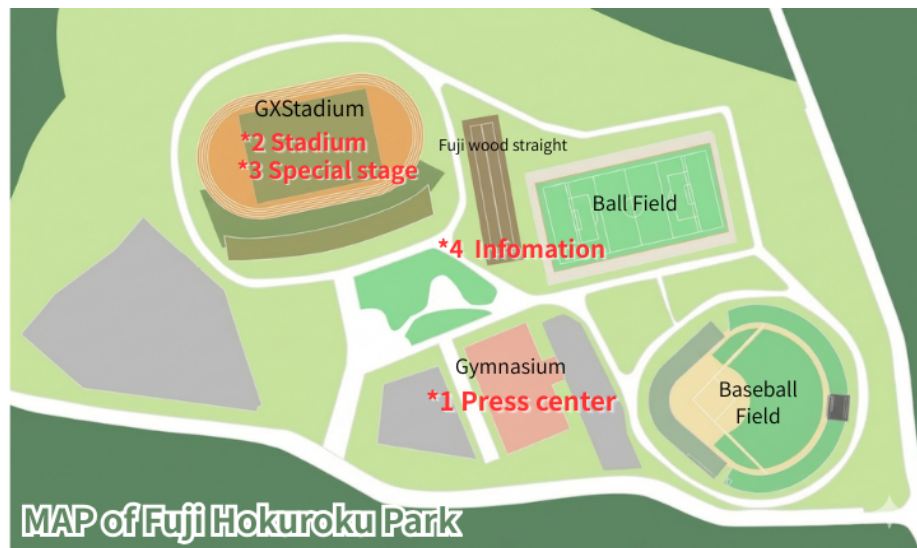 GXStadium
*2 Stadium
*3 Special stage
Fuji wood straight
Ball Field
*4 Infomation
Gymnasium
*1 Press center
Baseball
Field
MAP of Fuji Hokuroku Park